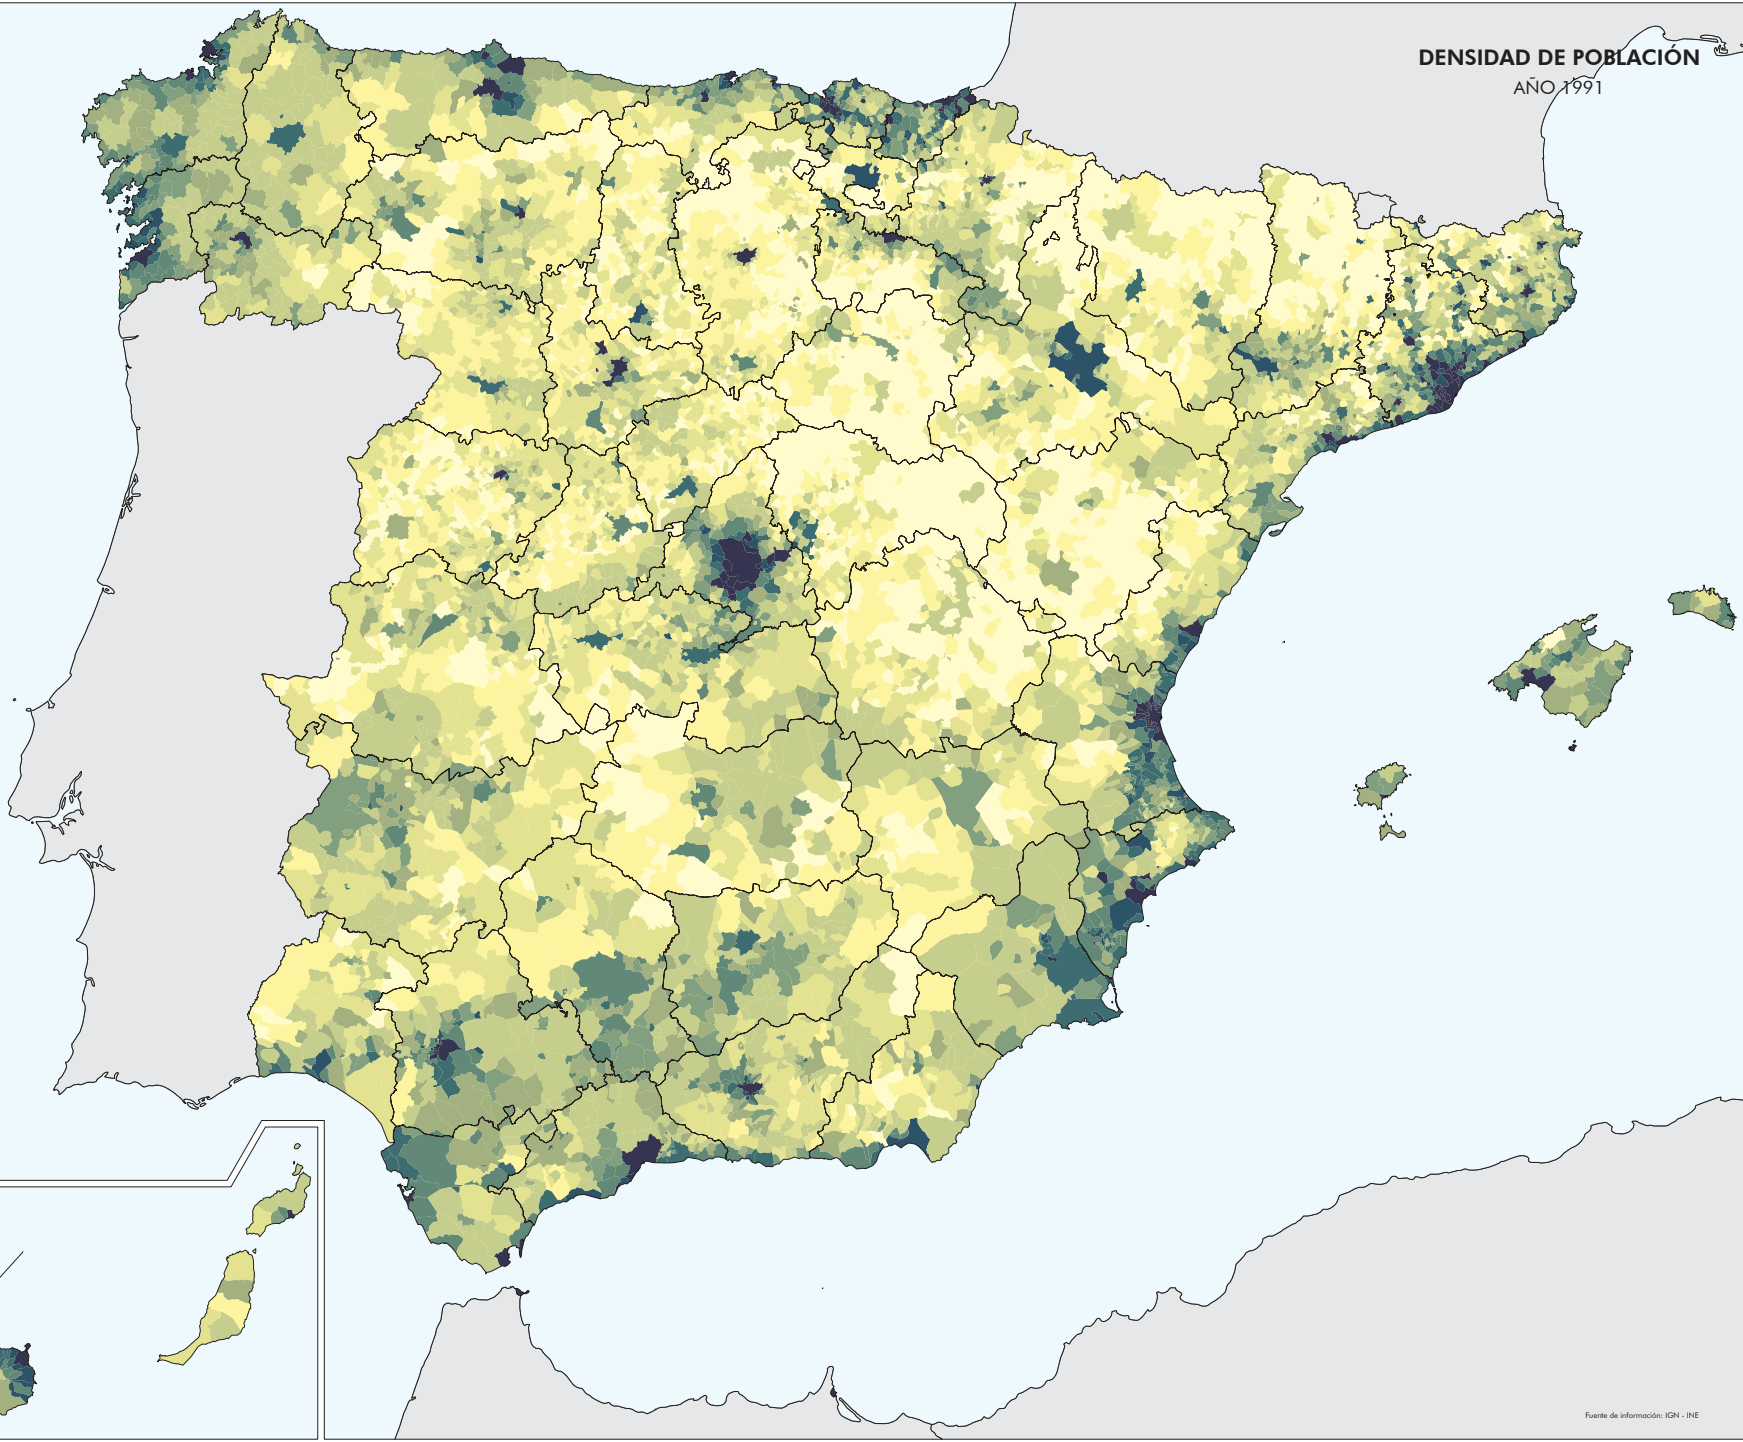 DENSIDAD DE POBLACIÓN
AÑO 1991
Fuente de información: IGN - INE